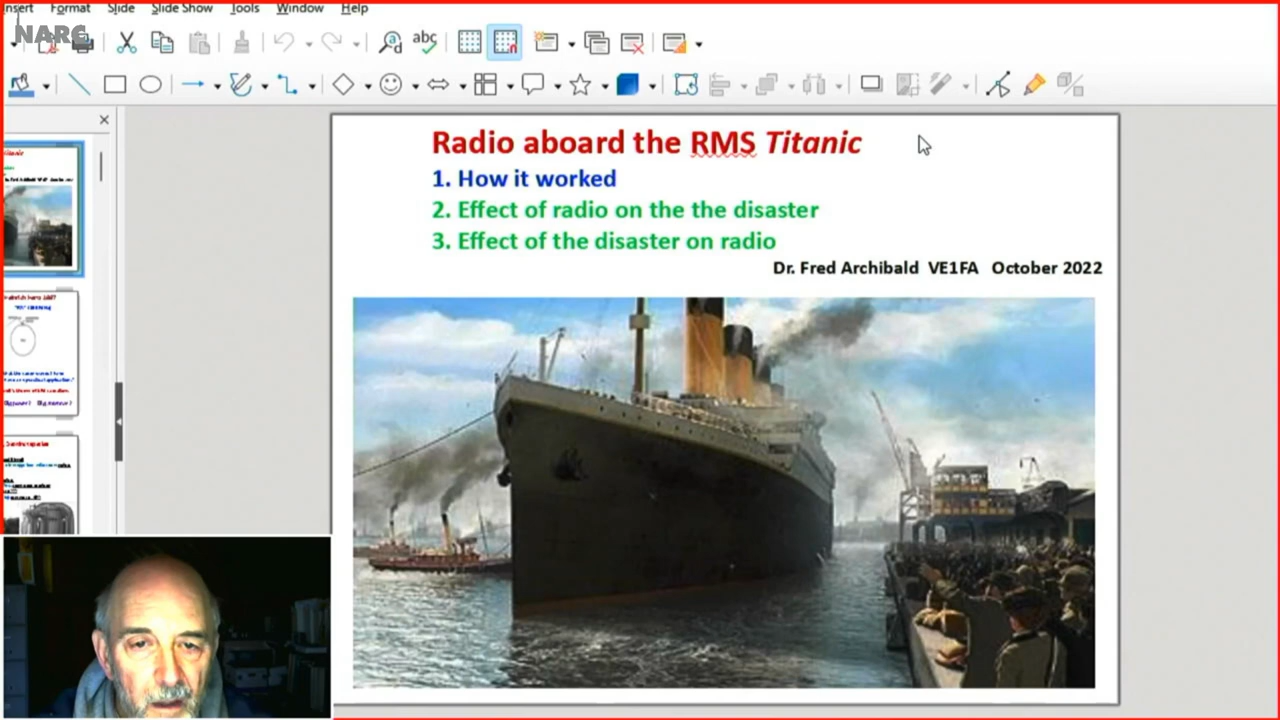 Insert Format Slide Slide Show Tools Window Help
NARC
abc
Radio aboard the RMS Titanic
1. How it worked
2. Effect of radio on the the disaster
3. Effect of the disaster on radio
Dr. Fred Archibald VE1FA October 2022